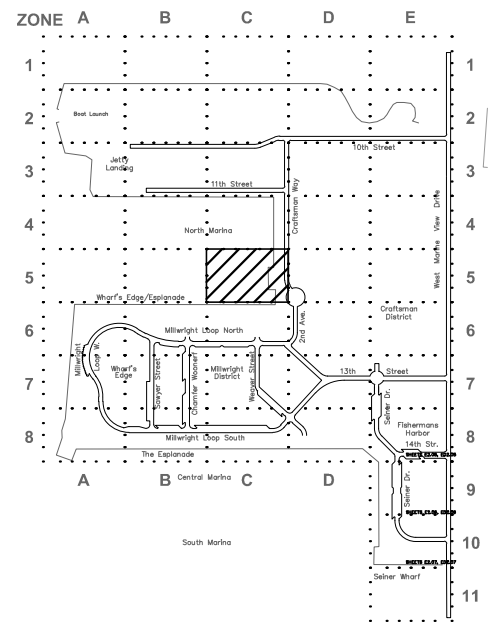 ZONE A B C D E
1 1
2 2
Boat Launch
10th Street
3 3
Jetty
Landing
11th Street
Craftsman Way
West Marine View Drive
4 4
North Marina
5 5
Wharf's Edge/Esplanade
Craftsman
District
2nd Ave.
6 6
Millwright Loop North
Millwright
Loop W.
Wharf's
Edge
Sawyer Street
Chamfer Woonerf
Millwright
District
Weaver Street
13th Street
7 7
Seiner Dr.
Fishermans
Harbor
8 8
Millwright Loop South
14th Str.
The Esplanade
A B C D
Central Marina
Seiner Dr.
9
South Marina
10
Seiner Wharf
11